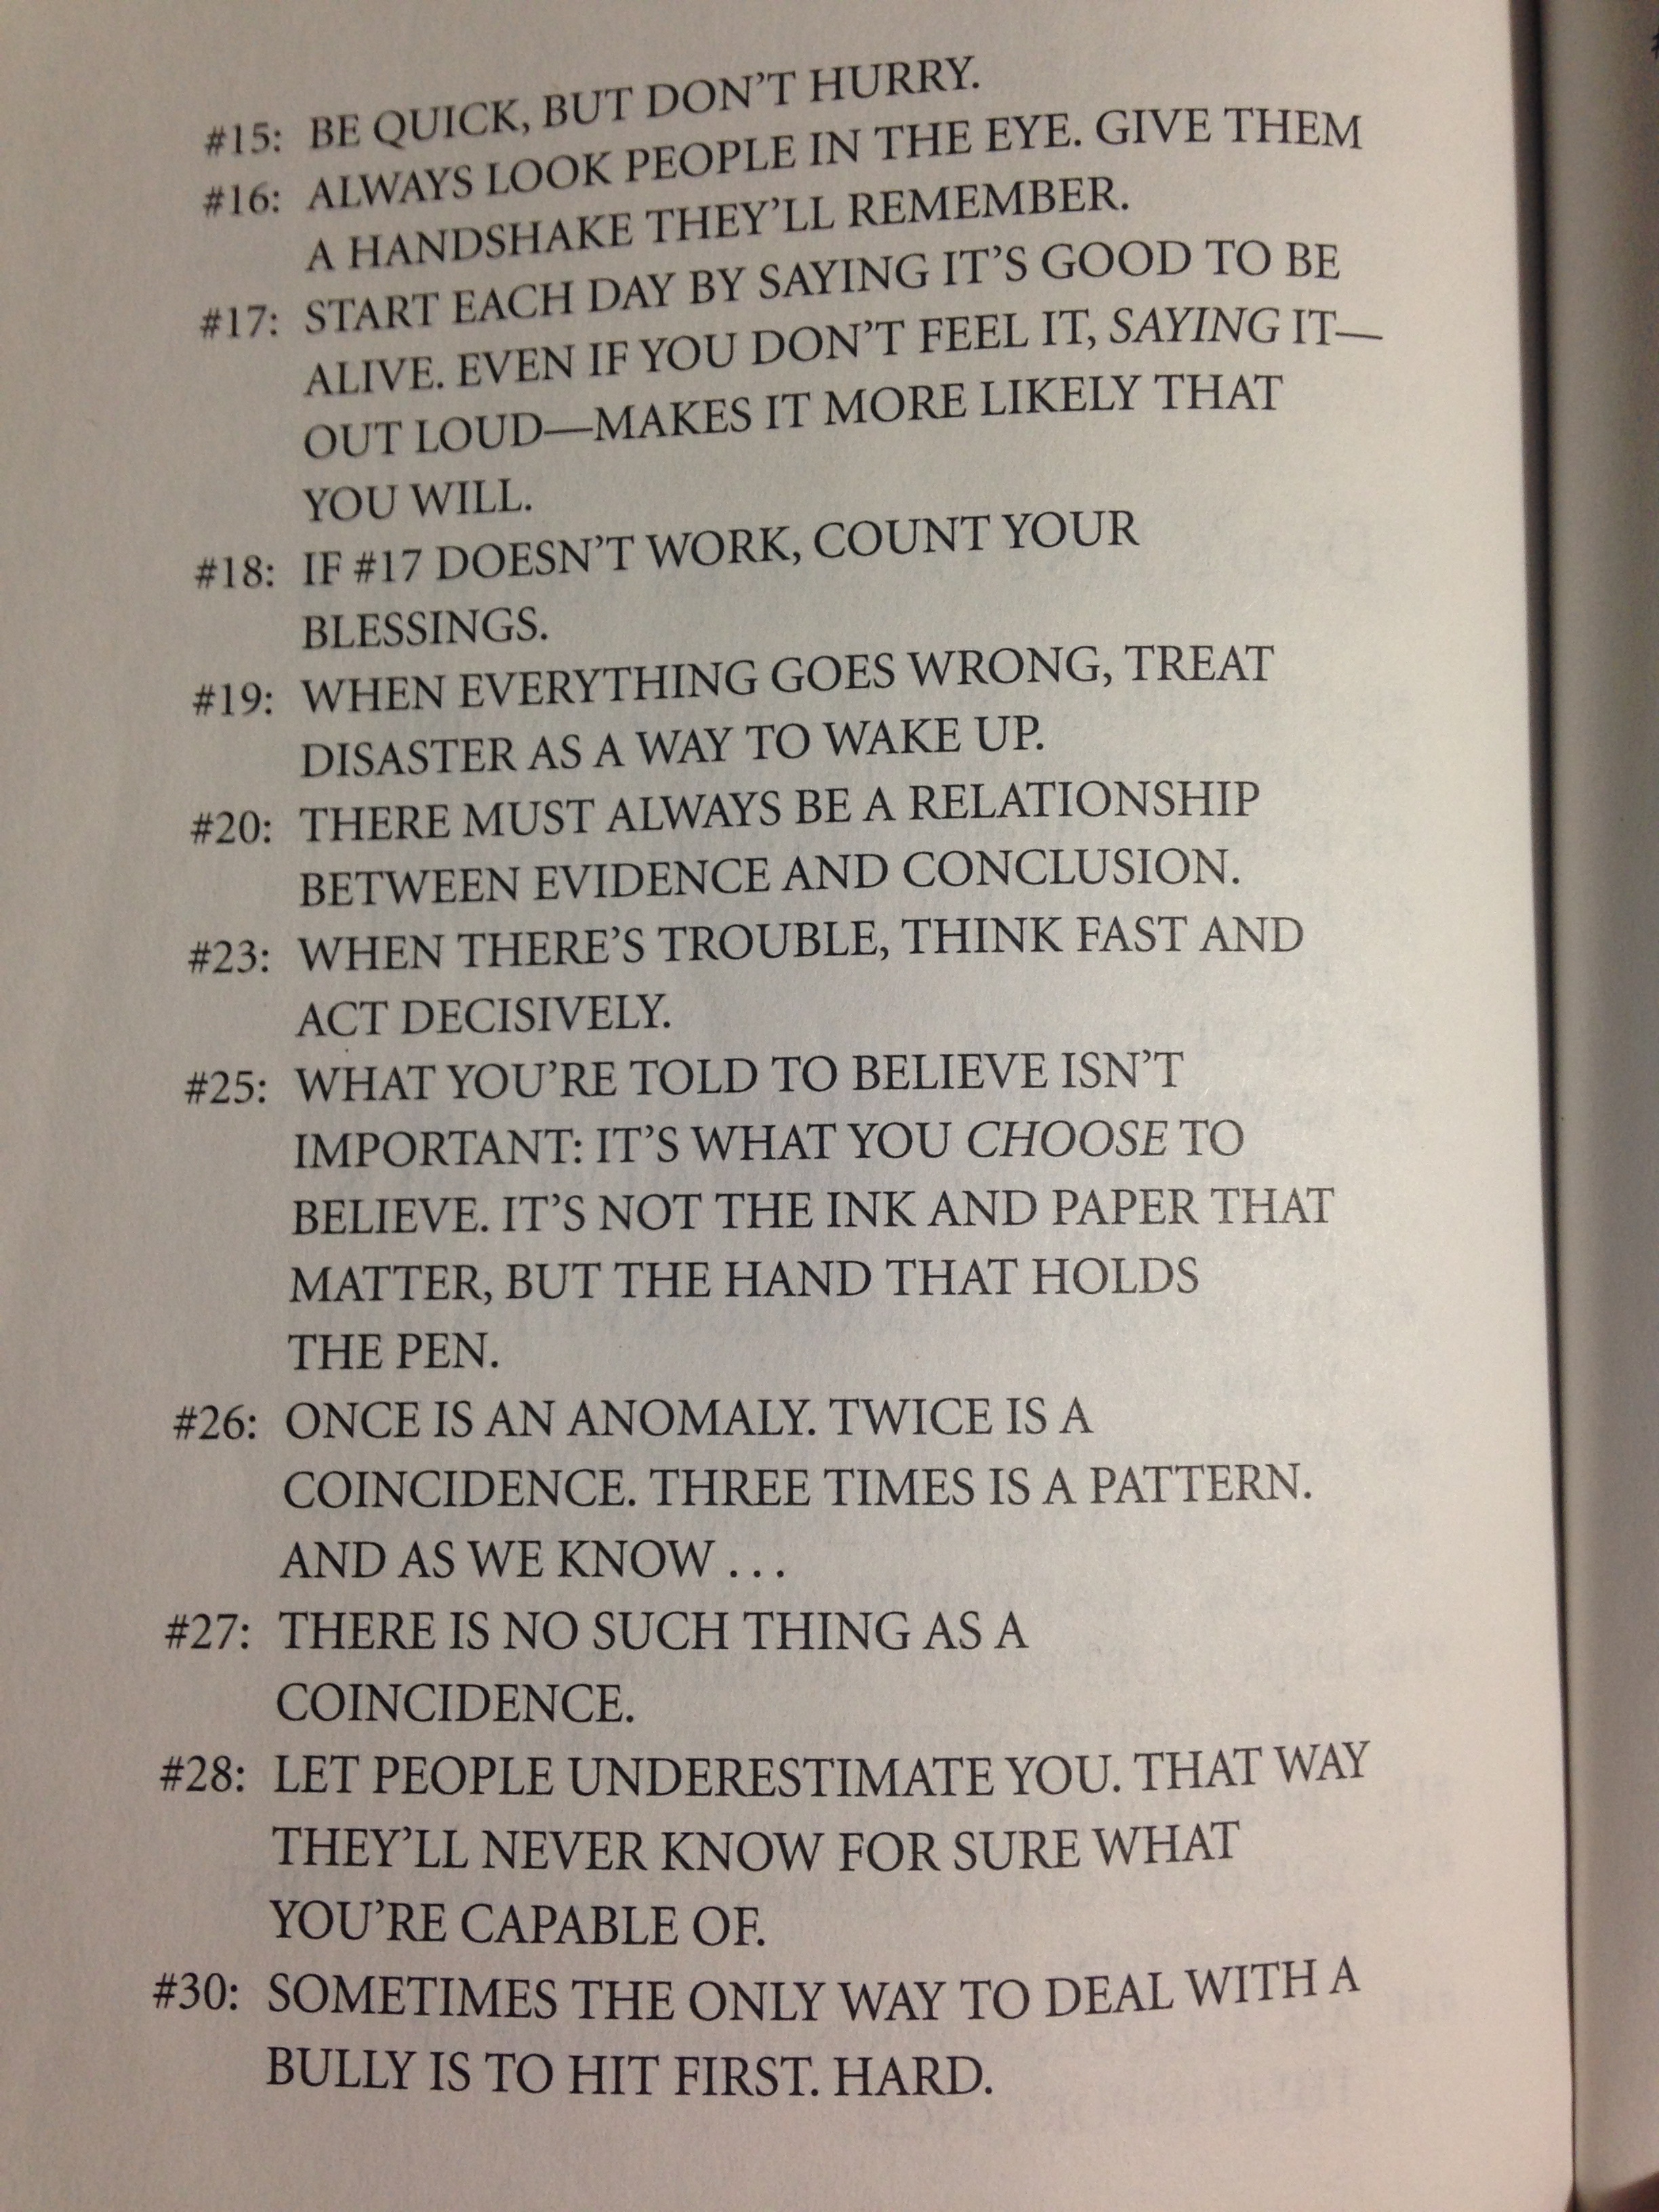 #15: BE QUICK, BUT DON'T HURRY.
#16: ALWAYS LOOK PEOPLE IN THE EYE. GIVE THEM
A HANDSHAKE THEY'LL REMEMBER.
#17: START EACH DAY BY SAYING IT'S GOOD TO BE
ALIVE. EVEN IF YOU DON'T FEEL IT, SAYING IT—
OUT LOUD—MAKES IT MORE LIKELY THAT
YOU WILL.
#18: IF #17 DOESN'T WORK, COUNT YOUR
BLESSINGS.
#19: WHEN EVERYTHING GOES WRONG, TREAT
DISASTER AS A WAY TO WAKE UP.
#20: THERE MUST ALWAYS BE A RELATIONSHIP
BETWEEN EVIDENCE AND CONCLUSION.
#23: WHEN THERE'S TROUBLE, THINK FAST AND
ACT DECISIVELY.
#25: WHAT YOU'RE TOLD TO BELIEVE ISN'T
IMPORTANT: IT'S WHAT YOU CHOOSE TO
BELIEVE. IT'S NOT THE INK AND PAPER THAT
MATTER, BUT THE HAND THAT HOLDS
THE PEN.
#26: ONCE IS AN ANOMALY. TWICE IS A
COINCIDENCE. THREE TIMES IS A PATTERN.
AND AS WE KNOW . . .
#27: THERE IS NO SUCH THING AS A
COINCIDENCE.
#28: LET PEOPLE UNDERESTIMATE YOU. THAT WAY
THEY'LL NEVER KNOW FOR SURE WHAT
YOU'RE CAPABLE OF.
#30: SOMETIMES THE ONLY WAY TO DEAL WITH A
BULLY IS TO HIT FIRST. HARD.